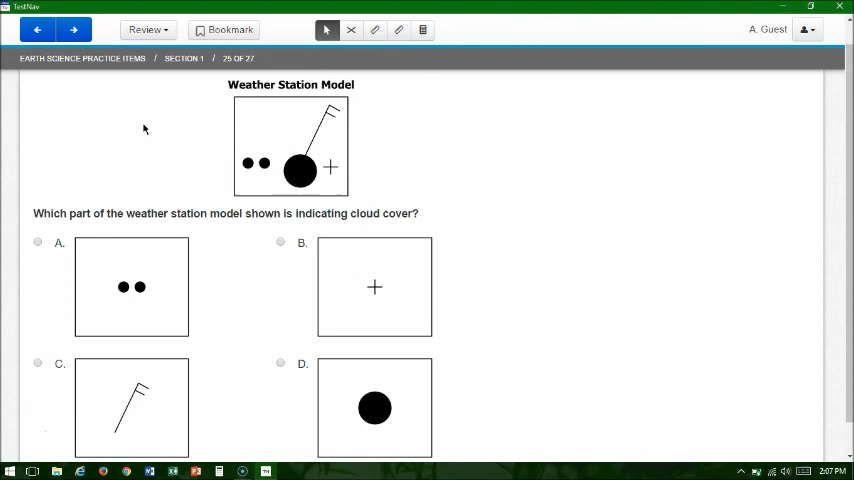 TestNav
Review
Bookmark
A. Guest
EARTH SCIENCE PRACTICE ITEMS / SECTION 1 / 25 OF 27
Weather Station Model
Which part of the weather station model shown is indicating cloud cover?
A.
B.
C.
D.
2:07 PM